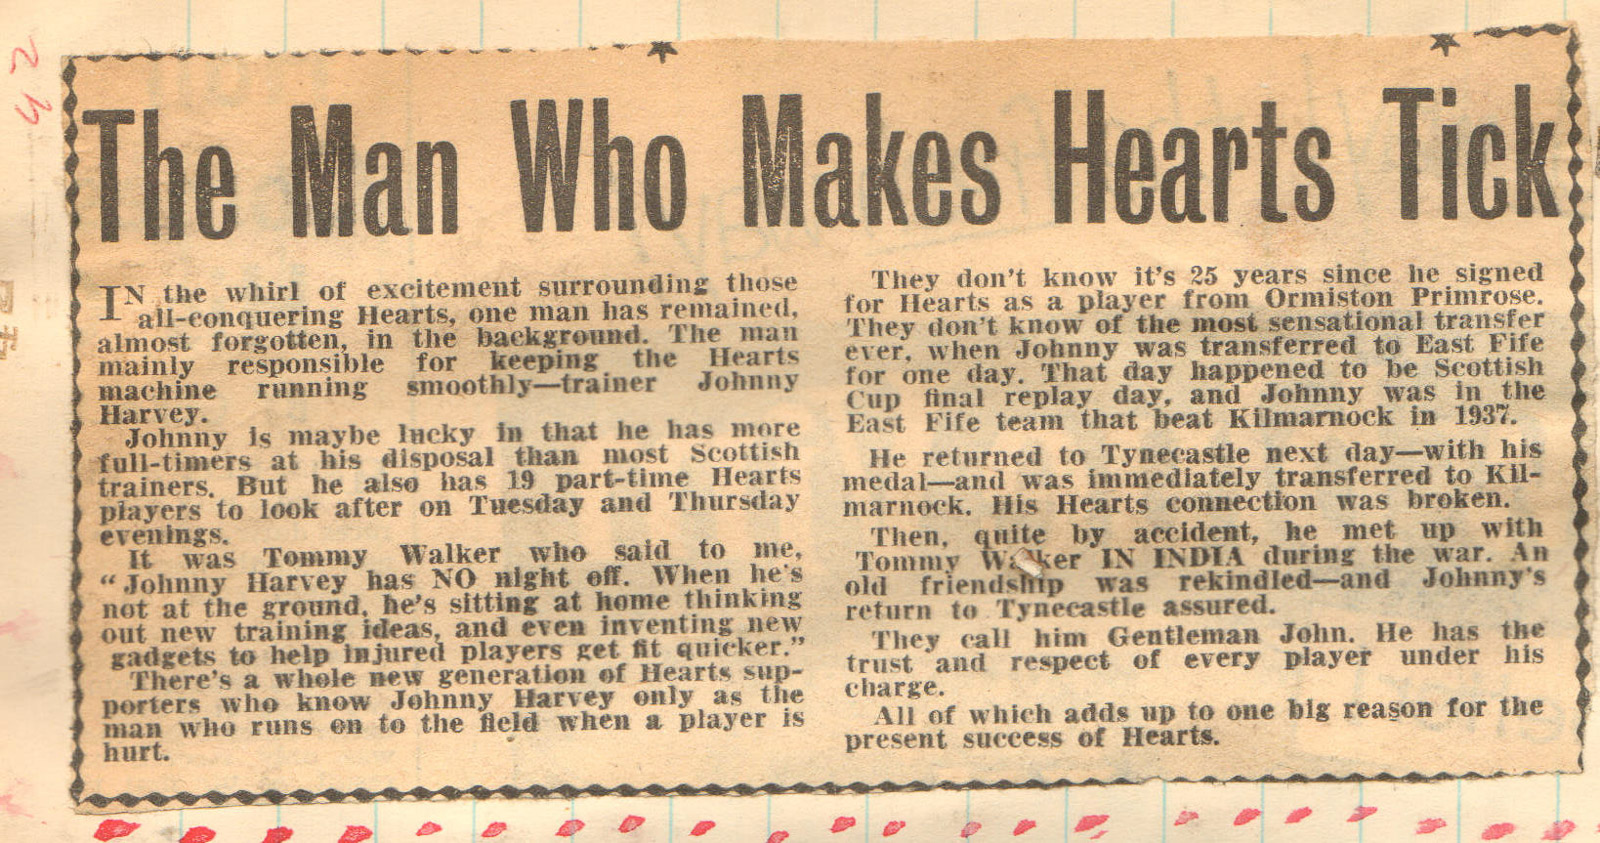 The Man Who Makes Hearts Tick
IN the whirl of excitement surrounding those
all-conquering Hearts, one man has remained,
almost forgotten, in the background. The man
mainly responsible for keeping the Hearts
machine running smoothly—trainer Johnny
Harvey.
Johnny is maybe lucky in that he has more
full-timers at his disposal than most Scottish
trainers. But he also has 19 part-time Hearts
players to look after on Tuesday and Thursday
evenings.
It was Tommy Walker who said to me,
“Johnny Harvey has NO night off. When he's
not at the ground, he's sitting at home thinking
out new training ideas, and even inventing new
gadgets to help injured players get fit quicker.”
There's a whole new generation of Hearts sup-
porters who know Johnny Harvey only as the
man who runs on to the field when a player is
hurt.
They don't know it's 25 years since he signed
for Hearts as a player from Ormiston Primrose.
They don't know of the most sensational transfer
ever, when Johnny was transferred to East Fife
for one day. That day happened to be Scottish
Cup final replay day, and Johnny was in the
East Fife team that beat Kilmarnock in 1937.
He returned to Tynecastle next day—with his
medal—and was immediately transferred to Kil-
marnock. His Hearts connection was broken.
Then, quite by accident, he met up with
Tommy Walker IN INDIA during the war. An
old friendship was rekindled—and Johnny's
return to Tynecastle assured.
They call him Gentleman John. He has the
trust and respect of every player under his
charge.
All of which adds up to one big reason for the
present success of Hearts.